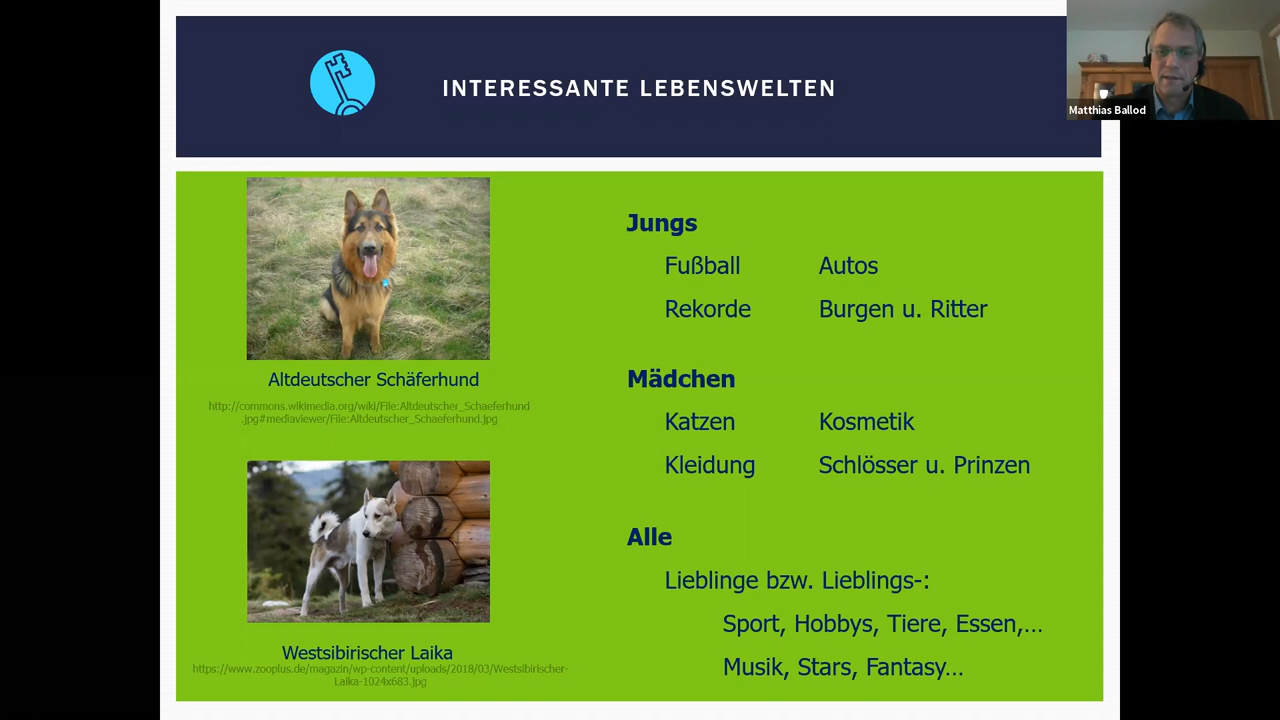 INTERESSANTE LEBENSWELTEN
Matthias Ballod
Altdeutscher Schäferhund
http://commons.wikimedia.org/wiki/File:Altdeutscher_Schaeferhund
.jpg#mediaviewer/File:Altdeutscher_Schaeferhund.jpg
Westsibirischer Laika
https://www.zooplus.de/magazin/wp-content/uploads/2018/03/Westsibirischer-
Laika-1024x683.jpg
Jungs
Fußball Autos
Rekorde Burgen u. Ritter
Mädchen
Katzen Kosmetik
Kleidung Schlösser u. Prinzen
Alle
Lieblinge bzw. Lieblings-:
Sport, Hobbys, Tiere, Essen,...
Musik, Stars, Fantasy...